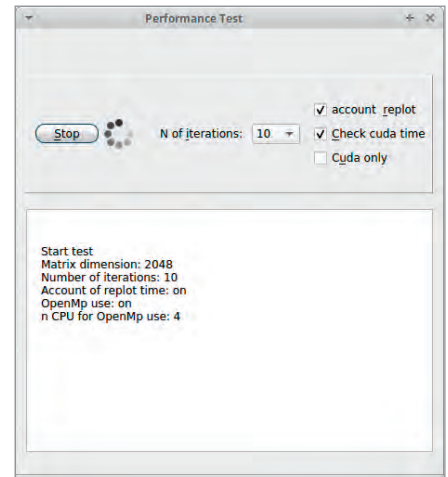 Performance Test
account replot
Stop
N of iterations: 10
Check cuda time
Cuda only
Start test
Matrix dimension: 2048
Number of iterations: 10
Account of replot time: on
OpenMp use: on
n CPU for OpenMp use: 4